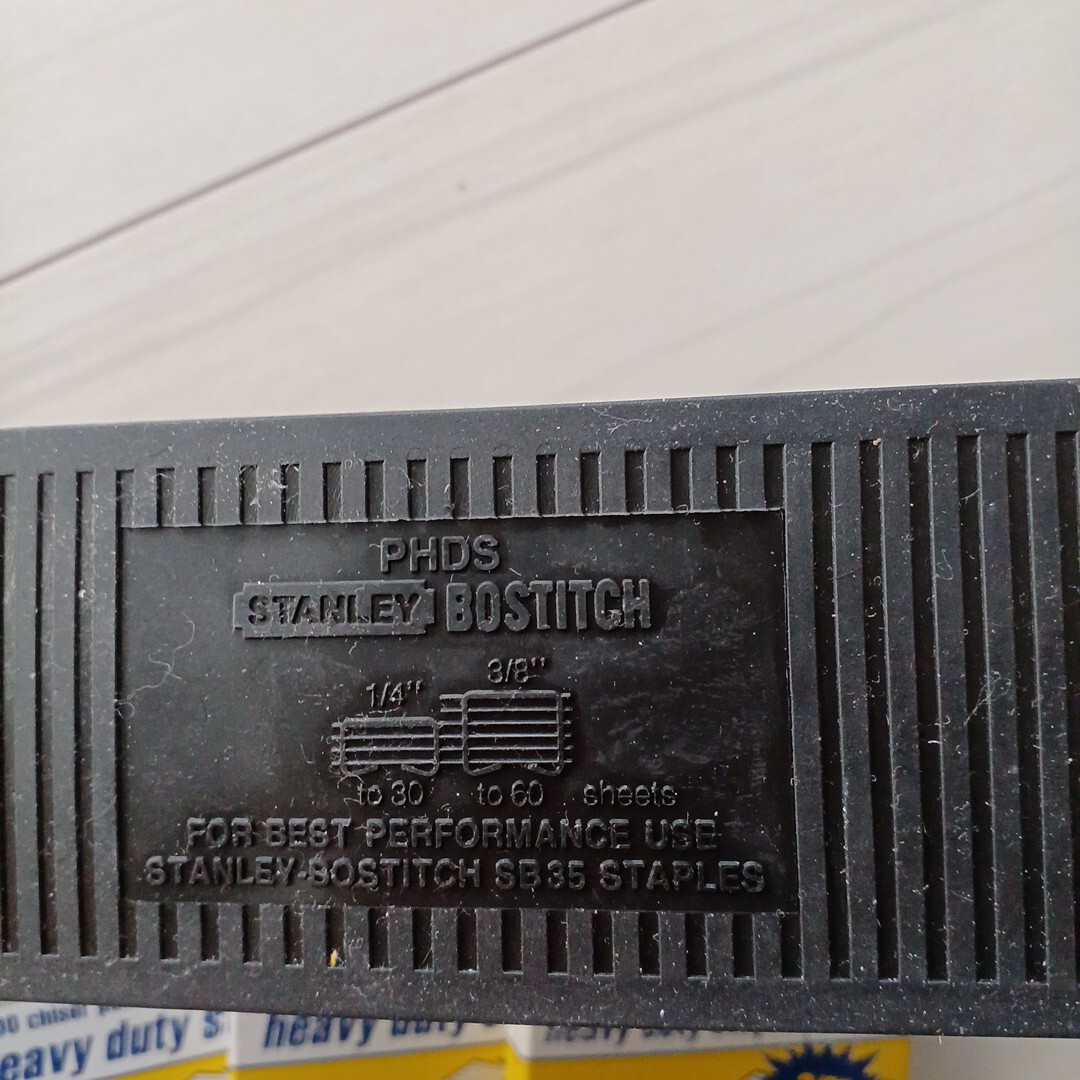 PHDS
STANLEY BOSTITCH
1/4" 3/8"
to 30 to 60 sheets
FOR BEST PERFORMANCE USE
STANLEY-BOSTITCH SB35 STAPLES
chisel
heavy duty
heavy duty
heavy duty